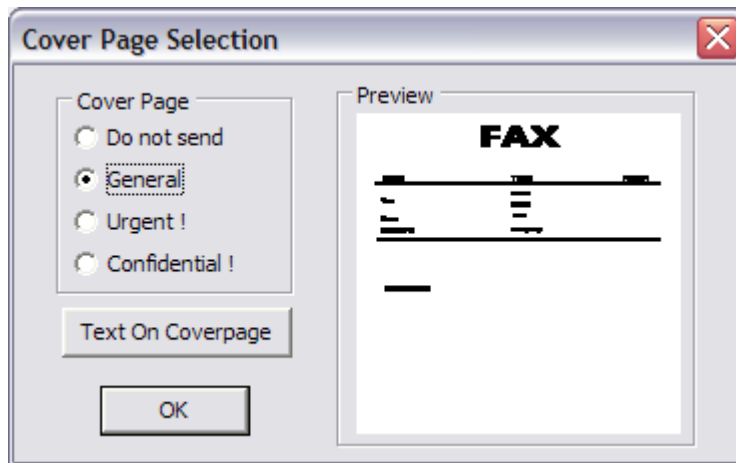 Cover Page Selection
Cover Page
Do not send
General
Urgent !
Confidential !
Text On Coverpage
OK
Preview
FAX